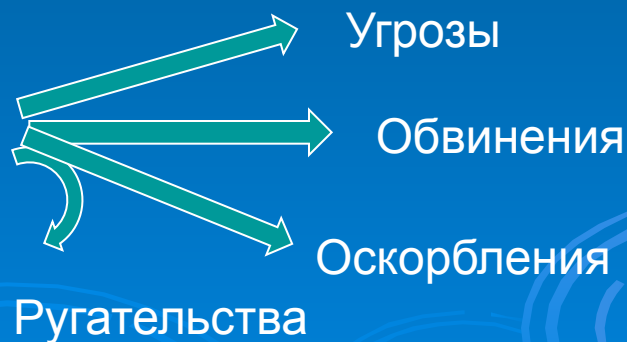 Угрозы
Обвинения
Оскорбления
Ругательства